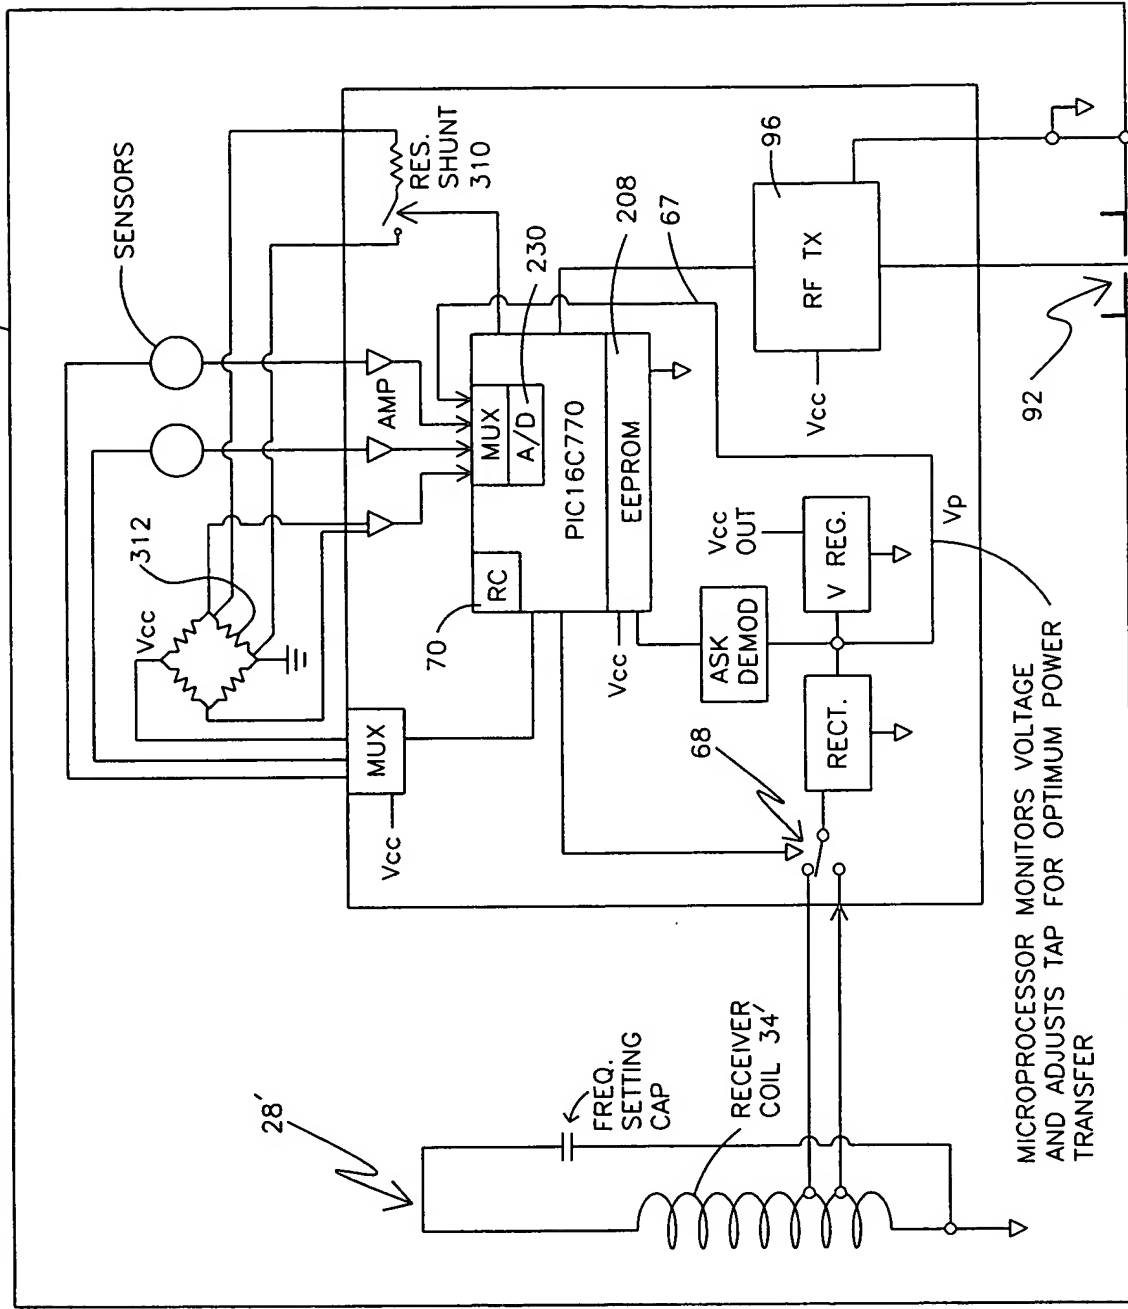 SENSORS
312
Vcc
RES.
SHUNT
310
MUX
Vcc
AMP
230
208
67
70
RC
MUX
A/D
PIC16C770
EEPROM
Vcc
96
RF TX
Vcc
92
28'
FREQ.
SETTING
CAP
RECEIVER
COIL 34'
68
RECT.
ASK
DEMOD
Vcc
OUT
V REG.
Vp
MICROPROCESSOR MONITORS VOLTAGE
AND ADJUSTS TAP FOR OPTIMUM POWER
TRANSFER